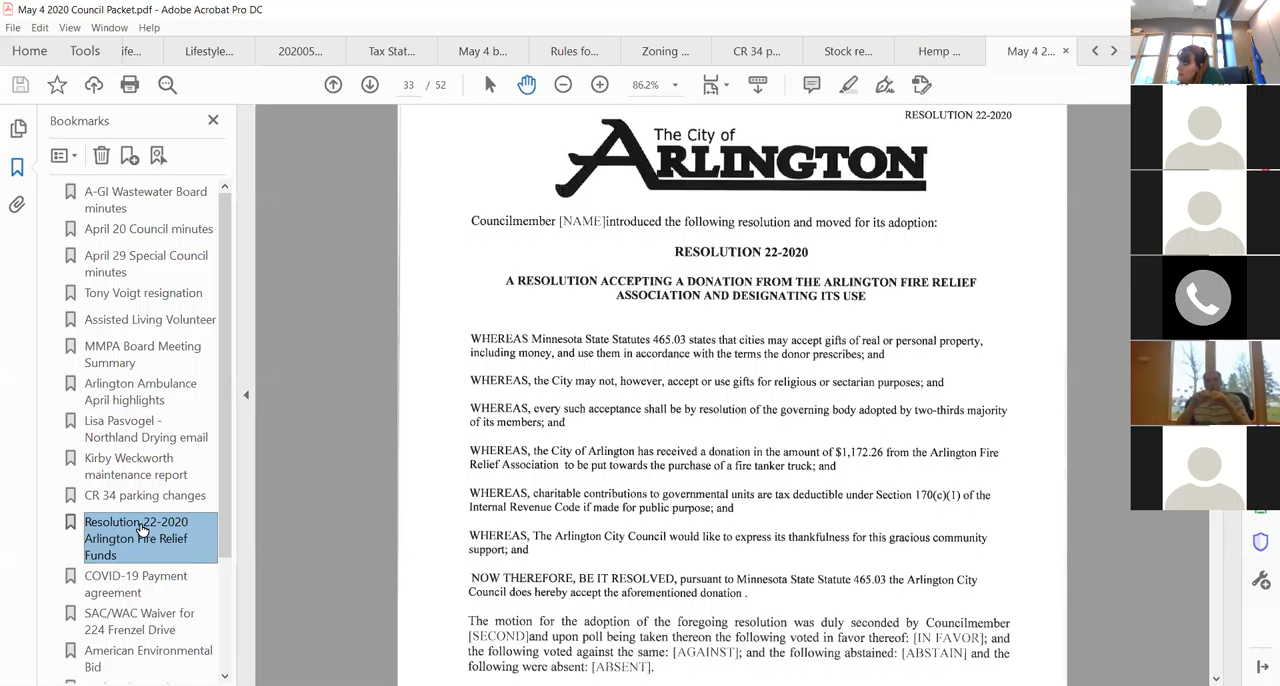 May 4 2020 Council Packet.pdf - Adobe Acrobat Pro DC
File Edit View Window Help
Home Tools ife... Lifestyle... 202005... Tax Stat... May 4 b... Rules fo... Zoning ... CR 34 p... Stock re... Hemp ... May 4 2... ×
33 / 52 86.2%
Bookmarks
A-GI Wastewater Board
minutes
April 20 Council minutes
April 29 Special Council
minutes
Tony Voigt resignation
Assisted Living Volunteer
MMPA Board Meeting
Summary
Arlington Ambulance
April highlights
Lisa Pasvogel -
Northland Drying email
Kirby Weckworth
maintenance report
CR 34 parking changes
Resolution 22-2020
Arlington Fire Relief
Funds
COVID-19 Payment
agreement
SAC/WAC Waiver for
224 Frenzel Drive
American Environmental
Bid
RESOLUTION 22-2020
The City of
ARLINGTON
Councilmember [NAME]introduced the following resolution and moved for its adoption:
RESOLUTION 22-2020
A RESOLUTION ACCEPTING A DONATION FROM THE ARLINGTON FIRE RELIEF
ASSOCIATION AND DESIGNATING ITS USE
WHEREAS Minnesota State Statutes 465.03 states that cities may accept gifts of real or personal property,
including money, and use them in accordance with the terms the donor prescribes; and
WHEREAS, the City may not, however, accept or use gifts for religious or sectarian purposes; and
WHEREAS, every such acceptance shall be by resolution of the governing body adopted by two-thirds majority
of its members; and
WHEREAS, the City of Arlington has received a donation in the amount of $1,172.26 from the Arlington Fire
Relief Association to be put towards the purchase of a fire tanker truck; and
WHEREAS, charitable contributions to governmental units are tax deductible under Section 170(c)(1) of the
Internal Revenue Code if made for public purpose; and
WHEREAS, The Arlington City Council would like to express its thankfulness for this gracious community
support; and
NOW THEREFORE, BE IT RESOLVED, pursuant to Minnesota State Statute 465.03 the Arlington City
Council does hereby accept the aforementioned donation .
The motion for the adoption of the foregoing resolution was duly seconded by Councilmember
[SECOND]and upon poll being taken thereon the following voted in favor thereof: [IN FAVOR]; and
the following voted against the same: [AGAINST]; and the following abstained: [ABSTAIN] and the
following were absent: [ABSENT].